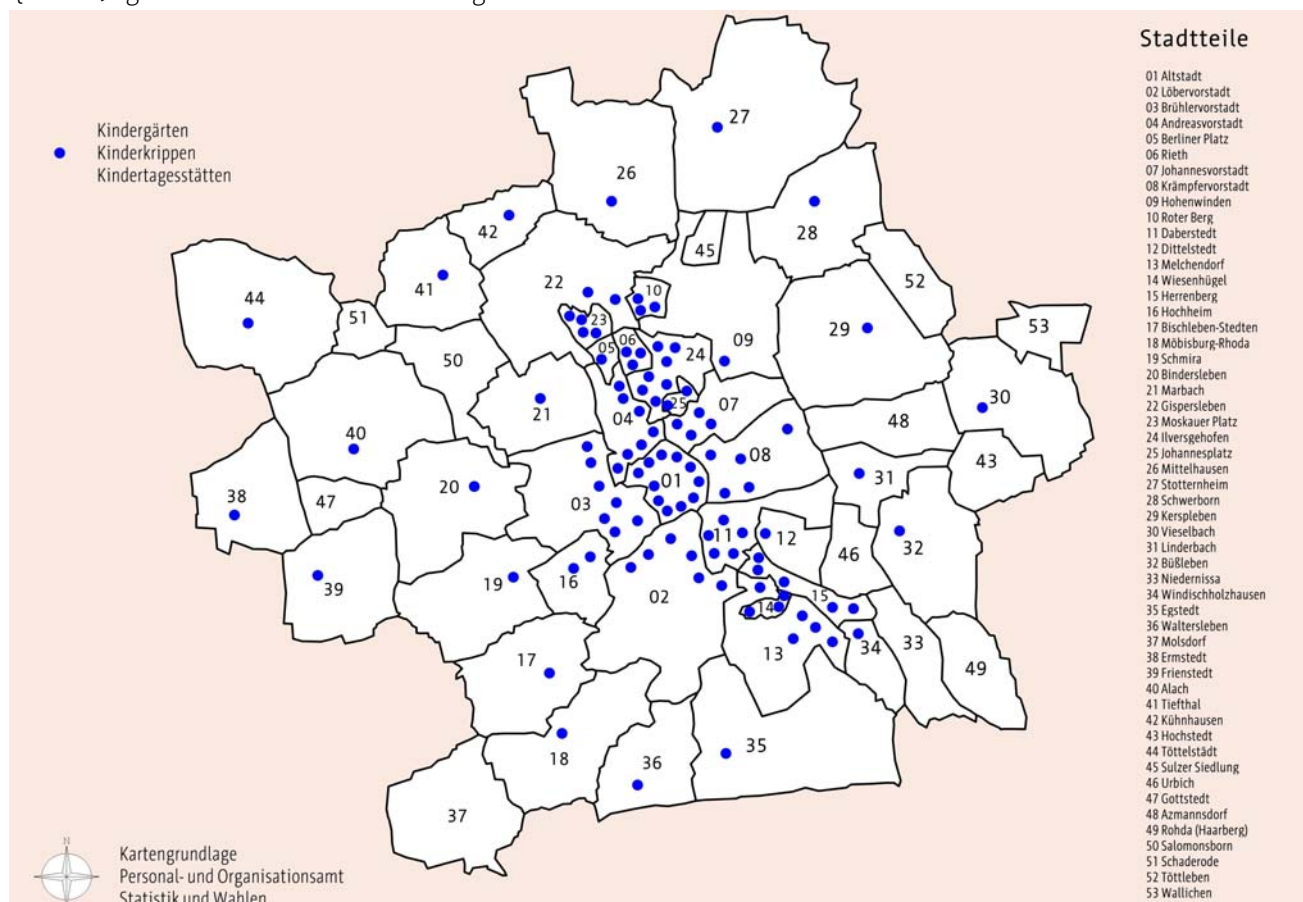 Kindergärten
Kinderkrippen
Kindertagesstätten
Stadtteile
01 Altstadt
02 Löbervorstadt
03 Brühlervorstadt
04 Andreasvorstadt
05 Berliner Platz
06 Rieth
07 Johannesvorstadt
08 Krämpfervorstadt
09 Hohenwinden
10 Roter Berg
11 Daberstedt
12 Dittelstedt
13 Melchendorf
14 Wiesenhügel
15 Herrenberg
16 Hochheim
17 Bischleben-Stedten
18 Möbisburg-Rhoda
19 Schmira
20 Bindersleben
21 Marbach
22 Gispersleben
23 Moskauer Platz
24 Ilversgehofen
25 Johannesplatz
26 Mittelhausen
27 Stotternheim
28 Schwerborn
29 Kerspleben
30 Vieselbach
31 Linderbach
32 Büßleben
33 Niedernissa
34 Windischholzhausen
35 Egstedt
36 Waltersleben
37 Molsdorf
38 Ermstedt
39 Frienstedt
40 Alach
41 Tiefthal
42 Kühnhausen
43 Hochstedt
44 Töttelstädt
45 Sulzer Siedlung
46 Urbich
47 Gottstedt
48 Azmannsdorf
49 Rohda (Haarberg)
50 Salomonsborn
51 Schaderode
52 Töttleben
53 Wallichen
27
26
42
28
45
41
22
10
52
44
51
23
29
53
06
09
05
50
24
30
21
25
07
04
48
40
08
43
01
31
20
38
47
03
11
12
32
46
16
39
19
02
15
14
17
13
34
33
49
35
18
36
37
N
Kartengrundlage
Personal- und Organisationsamt
Statistik und Wahlen